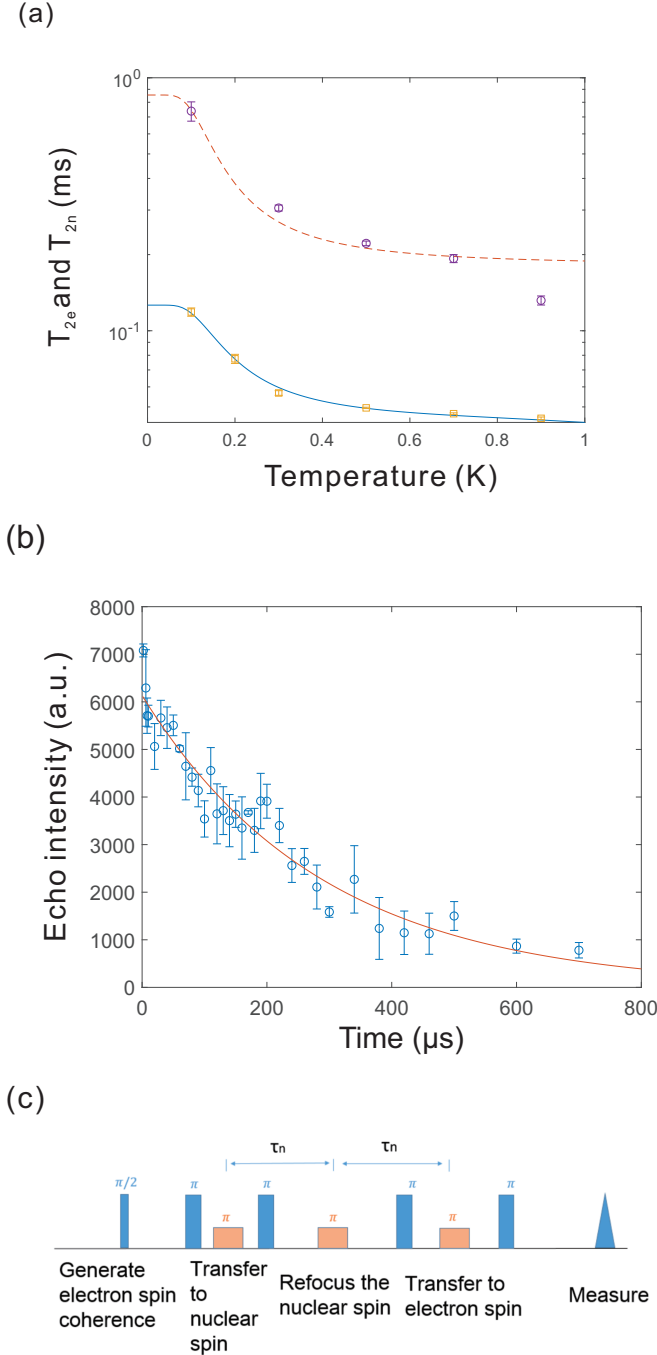 (a)
10⁰
10⁻¹
T₂ₑ and T₂ₙ (ms)
0 0.2 0.4 0.6 0.8 1
Temperature (K)
(b)
8000
7000
6000
5000
4000
3000
2000
1000
0
Echo intensity (a.u.)
0 200 400 600 800
Time (μs)
(c)
τn τn
π/2 π π π π π π π
Generate
electron spin
coherence
Transfer
to
nuclear
spin
Refocus the
nuclear spin
Transfer to
electron spin
Measure